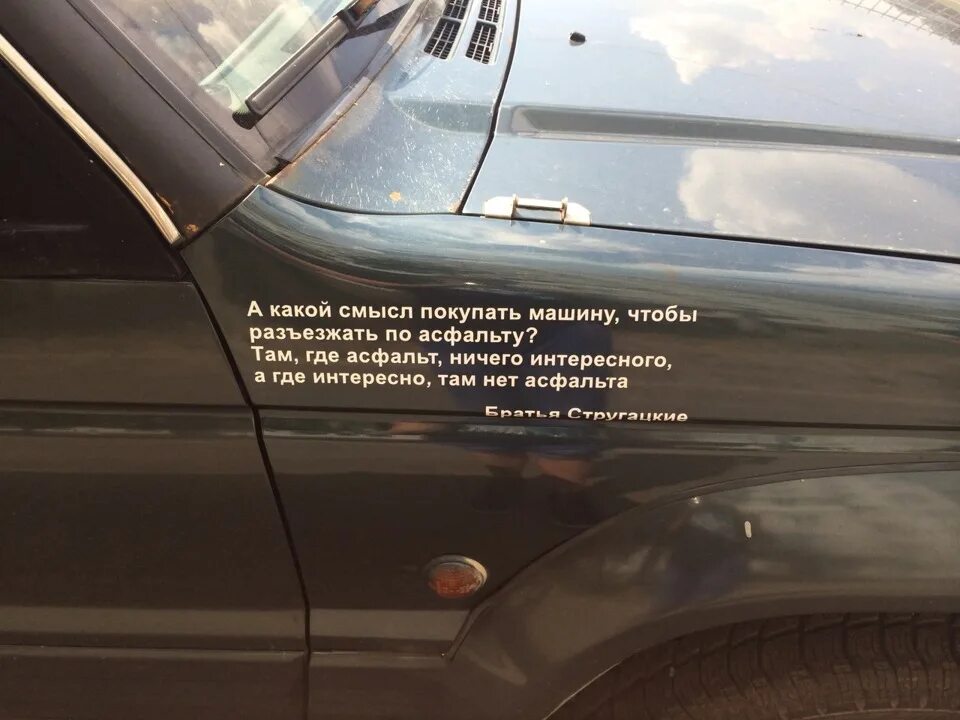 А какой смысл покупать машину, чтобы
разъезжать по асфальту?
Там, где асфальт, ничего интересного,
а где интересно, там нет асфальта
Братья Стругацкие